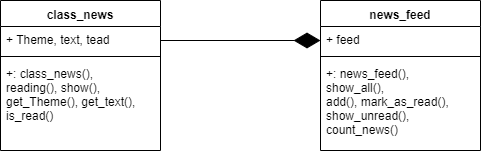 class_news
+ Theme, text, tead
+: class_news(),
reading(), show(),
get_Theme(), get_text(),
is_read()
news_feed
+ feed
+: news_feed(),
show_all(),
add(), mark_as_read(),
show_unread(),
count_news()